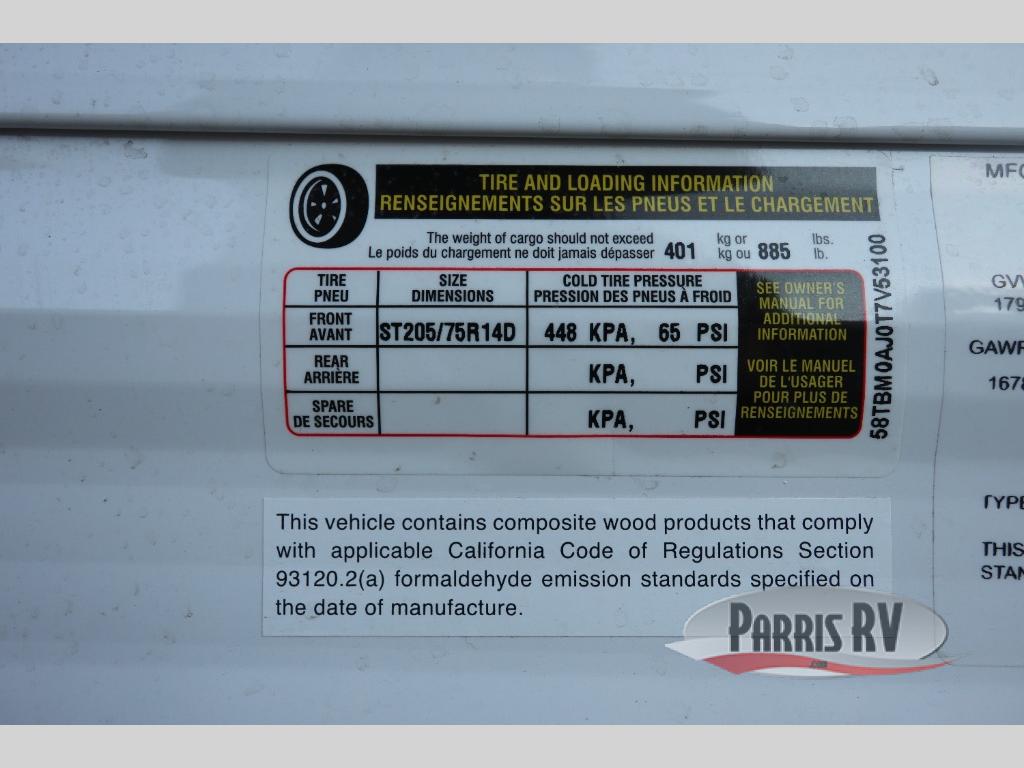 TIRE AND LOADING INFORMATION
RENSEIGNEMENTS SUR LES PNEUS ET LE CHARGEMENT
The weight of cargo should not exceed 401 kg or 885 lbs.
Le poids du chargement ne doit jamais dépasser kg ou lb.
TIRE SIZE COLD TIRE PRESSURE
PNEU DIMENSIONS PRESSION DES PNEUS À FROID
FRONT
AVANT ST205/75R14D 448 KPA, 65 PSI
REAR
ARRIÈRE KPA, PSI
SPARE
DE SECOURS KPA, PSI
SEE OWNER'S
MANUAL FOR
ADDITIONAL
INFORMATION
VOIR LE MANUEL
DE L'USAGER
POUR PLUS DE
RENSEIGNEMENTS
58TBM0AJ0T7V53100
This vehicle contains composite wood products that comply
with applicable California Code of Regulations Section
93120.2(a) formaldehyde emission standards specified on
the date of manufacture.
GAWR
1678
TYPE
THIS
PARRIS RV
.com